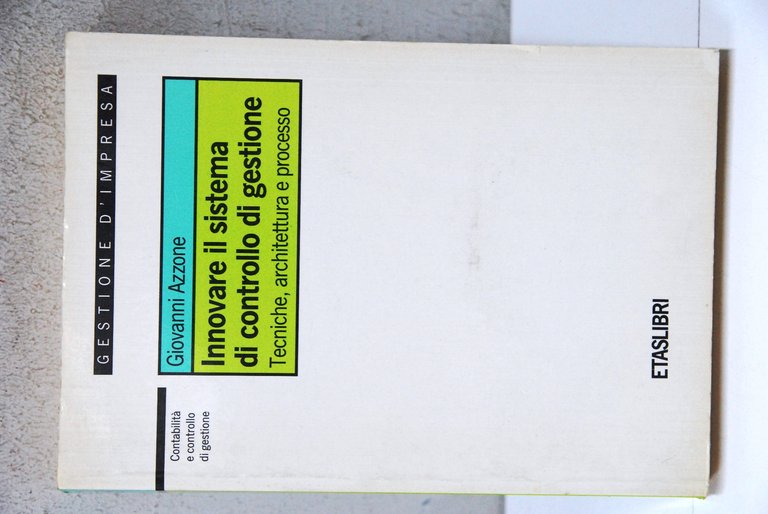 GESTIONE D'IMPRESA
Giovanni Azzone
Innovare il sistema
di controllo di gestione
Tecniche, architettura e processo
Contabilità
e controllo
di gestione
ETASLIBRI